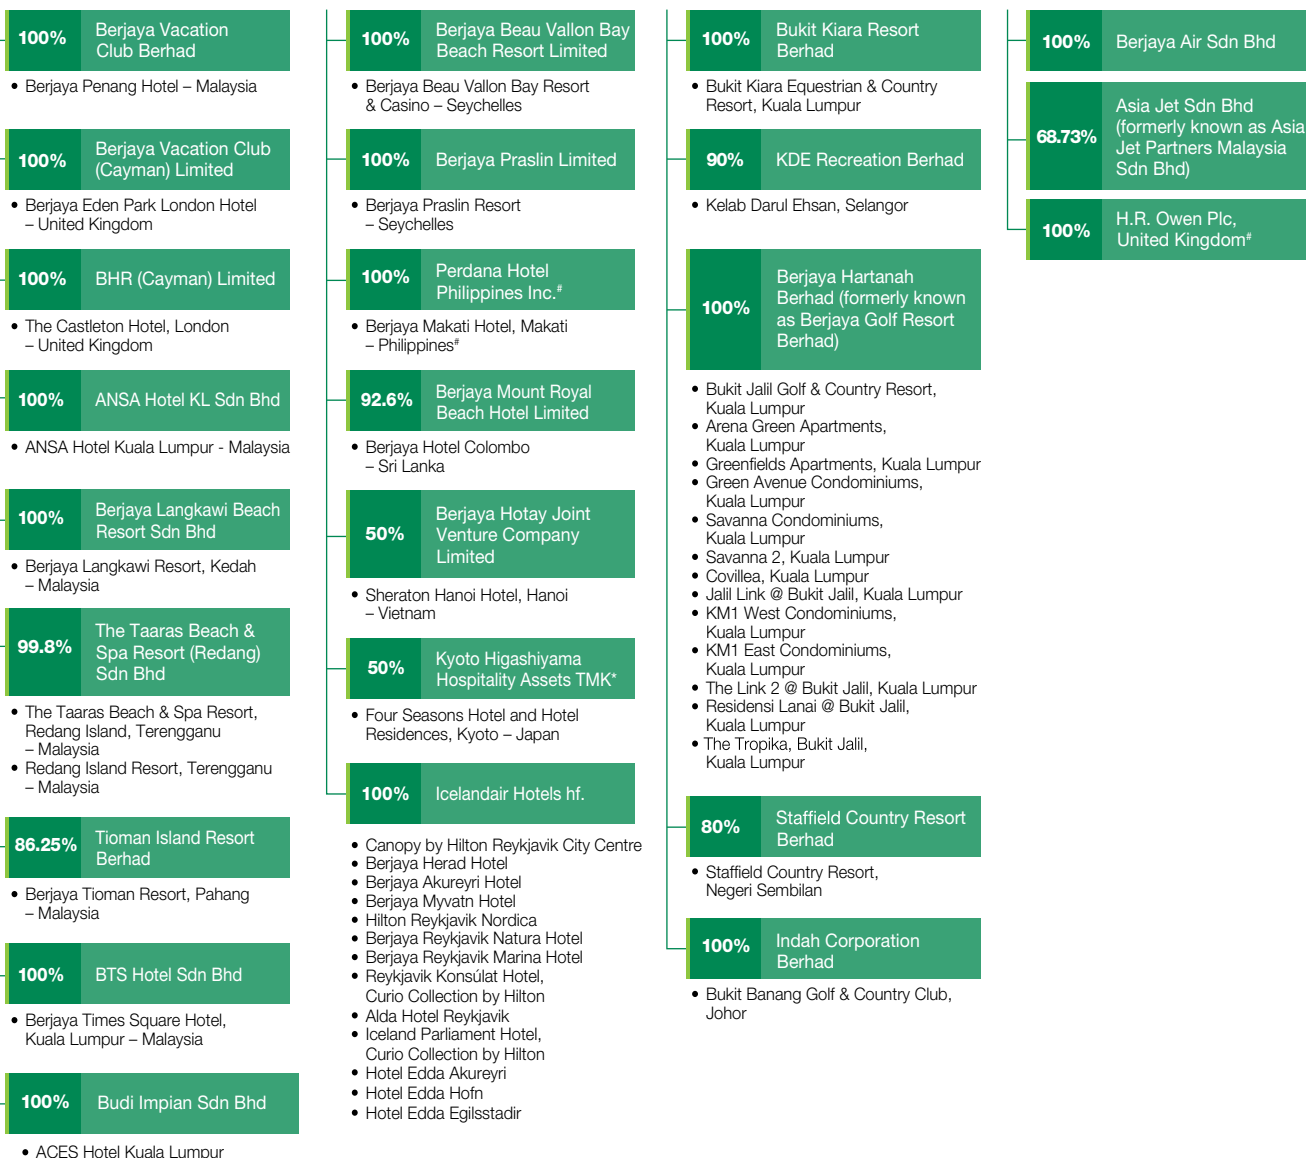 100%
Berjaya Vacation
Club Berhad
• Berjaya Penang Hotel – Malaysia
100%
Berjaya Vacation Club
(Cayman) Limited
• Berjaya Eden Park London Hotel
– United Kingdom
100%
BHR (Cayman) Limited
• The Castleton Hotel, London
– United Kingdom
100%
ANSA Hotel KL Sdn Bhd
• ANSA Hotel Kuala Lumpur - Malaysia
100%
Berjaya Langkawi Beach
Resort Sdn Bhd
• Berjaya Langkawi Resort, Kedah
– Malaysia
99.8%
The Taaras Beach &
Spa Resort (Redang)
Sdn Bhd
• The Taaras Beach & Spa Resort,
Redang Island, Terengganu
– Malaysia
• Redang Island Resort, Terengganu
– Malaysia
86.25%
Tioman Island Resort
Berhad
• Berjaya Tioman Resort, Pahang
– Malaysia
100%
BTS Hotel Sdn Bhd
• Berjaya Times Square Hotel,
Kuala Lumpur – Malaysia
100%
Budi Impian Sdn Bhd
• ACES Hotel Kuala Lumpur
100%
Berjaya Beau Vallon Bay
Beach Resort Limited
• Berjaya Beau Vallon Bay Resort
& Casino – Seychelles
100%
Berjaya Praslin Limited
• Berjaya Praslin Resort
– Seychelles
100%
Perdana Hotel
Philippines Inc.#
• Berjaya Makati Hotel, Makati
– Philippines#
92.6%
Berjaya Mount Royal
Beach Hotel Limited
• Berjaya Hotel Colombo
– Sri Lanka
50%
Berjaya Hotay Joint
Venture Company
Limited
• Sheraton Hanoi Hotel, Hanoi
– Vietnam
50%
Kyoto Higashiyama
Hospitality Assets TMK*
• Four Seasons Hotel and Hotel
Residences, Kyoto – Japan
100%
Icelandair Hotels hf.
• Canopy by Hilton Reykjavik City Centre
• Berjaya Herad Hotel
• Berjaya Akureyri Hotel
• Berjaya Myvatn Hotel
• Hilton Reykjavik Nordica
• Berjaya Reykjavik Natura Hotel
• Berjaya Reykjavik Marina Hotel
• Reykjavik Konsúlat Hotel,
Curio Collection by Hilton
• Alda Hotel Reykjavik
• Iceland Parliament Hotel,
Curio Collection by Hilton
• Hotel Edda Akureyri
• Hotel Edda Hofn
• Hotel Edda Egilsstadir
100%
Bukit Kiara Resort
Berhad
• Bukit Kiara Equestrian & Country
Resort, Kuala Lumpur
90%
KDE Recreation Berhad
• Kelab Darul Ehsan, Selangor
100%
Berjaya Hartanah
Berhad (formerly known
as Berjaya Golf Resort
Berhad)
• Bukit Jalil Golf & Country Resort,
Kuala Lumpur
• Arena Green Apartments,
Kuala Lumpur
• Greenfields Apartments, Kuala Lumpur
• Green Avenue Condominiums,
Kuala Lumpur
• Savanna Condominiums,
Kuala Lumpur
• Savanna 2, Kuala Lumpur
• Covillea, Kuala Lumpur
• Jalil Link @ Bukit Jalil, Kuala Lumpur
• KM1 West Condominiums,
Kuala Lumpur
• KM1 East Condominiums,
Kuala Lumpur
• The Link 2 @ Bukit Jalil, Kuala Lumpur
• Residensi Lanai @ Bukit Jalil,
Kuala Lumpur
• The Tropika, Bukit Jalil,
Kuala Lumpur
80%
Staffield Country Resort
Berhad
• Staffield Country Resort,
Negeri Sembilan
100%
Indah Corporation
Berhad
• Bukit Banang Golf & Country Club,
Johor
100%
Berjaya Air Sdn Bhd
68.73%
Asia Jet Sdn Bhd
(formerly known as Asia
Jet Partners Malaysia
Sdn Bhd)
100%
H.R. Owen Plc,
United Kingdom#